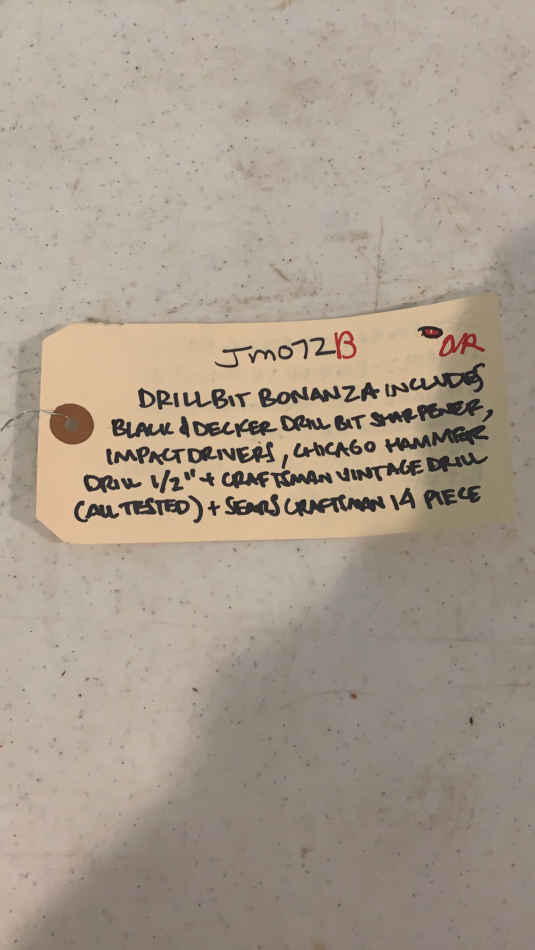 JM072B
DRILLBIT BONANZA INCLUDES
BLACK & DECKER DRILL BIT SHARPENER,
IMPACT DRIVERS, CHICAGO HAMMER
DRILL 1/2" + CRAFTSMAN VINTAGE DRILL
(ALL TESTED) + SEARS CRAFTSMAN 14 PIECE